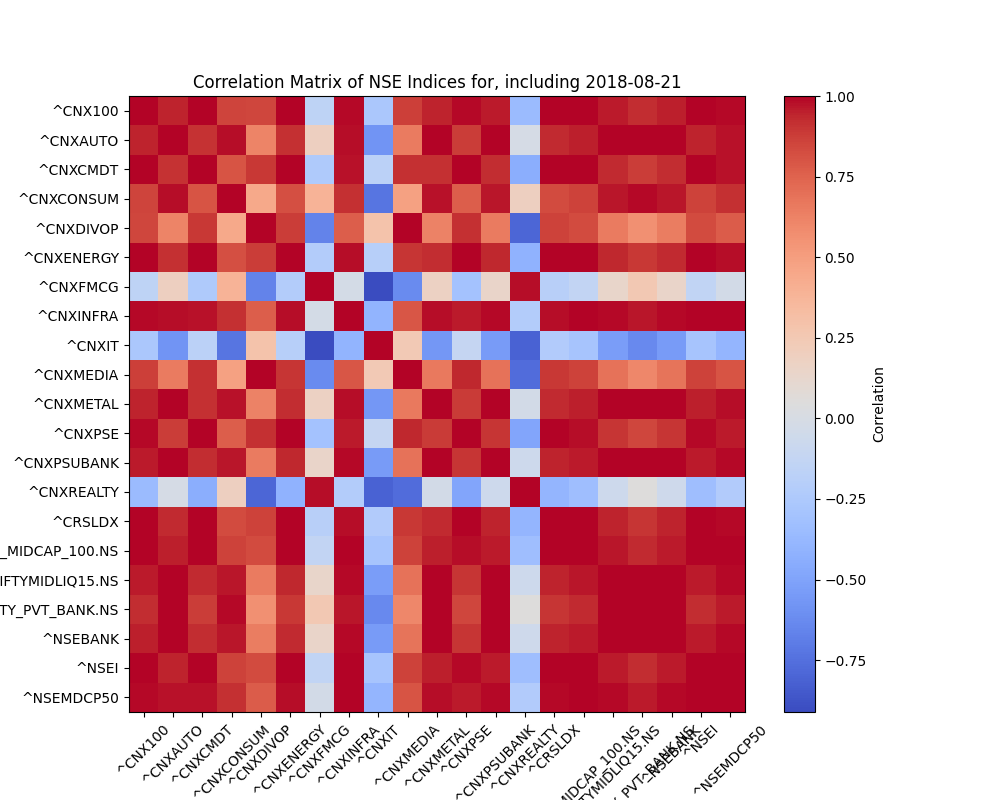 Correlation Matrix of NSE Indices for, including 2018-08-21
^CNX100
^CNXAUTO
^CNXCMDT
^CNXCONSUM
^CNXDIVOP
^CNXENERGY
^CNXFMCG
^CNXINFRA
^CNXIT
^CNXMEDIA
^CNXMETAL
^CNXPSE
^CNXPSUBANK
^CNXREALTY
^CRSLDX
_MIDCAP_100.NS
IFTYMIDLIQ15.NS
TY_PVT_BANK.NS
^NSEBANK
^NSEI
^NSEMDCP50
^CNX100
^CNXAUTO
^CNXCMDT
^CNXCONSUM
^CNXDIVOP
^CNXENERGY
^CNXFMCG
^CNXINFRA
^CNXIT
^CNXMEDIA
^CNXMETAL
^CNXPSE
^CNXPSUBANK
^CNXREALTY
^CRSLDX
MIDCAP_100.NS
TYMIDLIQ15.NS
PVT_BANK.NS
^NSEBANK
^NSEI
^NSEMDCP50
1.00
0.75
0.50
0.25
0.00
−0.25
−0.50
−0.75
Correlation